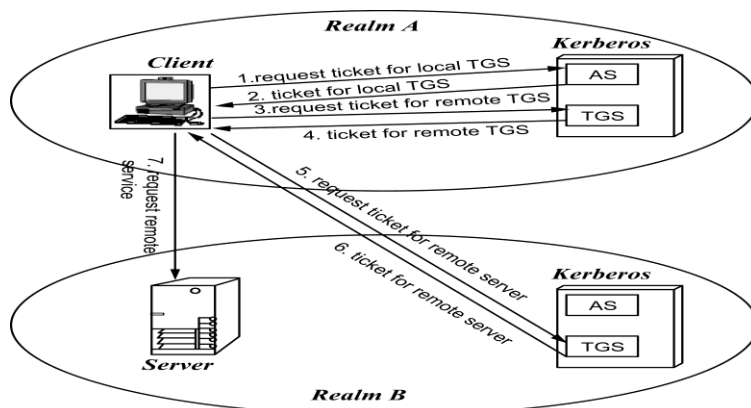 Realm A
Client
Kerberos
1.request ticket for local TGS
AS
2. ticket for local TGS
3.request ticket for remote TGS
TGS
4. ticket for remote TGS
5. request ticket for remote server
6. ticket for remote server
7. request remote
service
Kerberos
AS
TGS
Server
Realm B